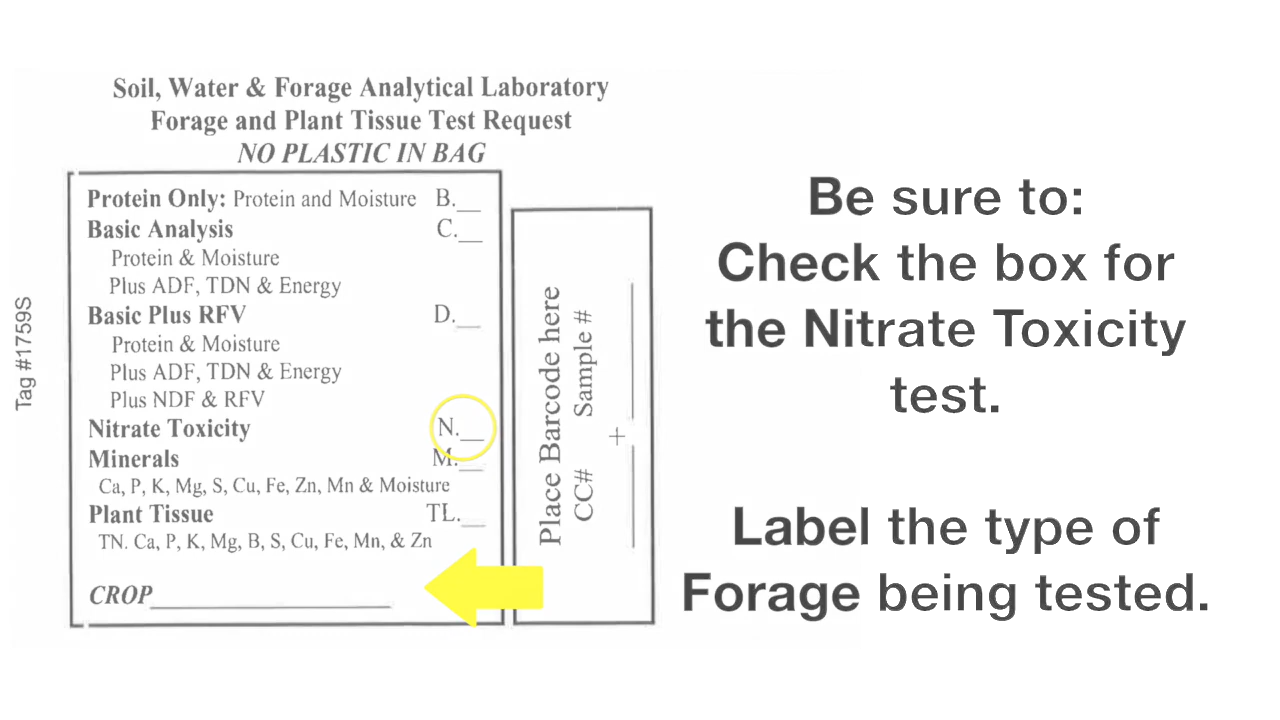 Soil, Water & Forage Analytical Laboratory
Forage and Plant Tissue Test Request
NO PLASTIC IN BAG
Tag #1759S
Protein Only: Protein and Moisture B.__
Basic Analysis C.__
Protein & Moisture
Plus ADF, TDN & Energy
Basic Plus RFV D.__
Protein & Moisture
Plus ADF, TDN & Energy
Plus NDF & RFV
Nitrate Toxicity N.__
Minerals M.__
Ca, P, K, Mg, S, Cu, Fe, Zn, Mn & Moisture
Plant Tissue TL.__
TN. Ca, P, K, Mg, B, S, Cu, Fe, Mn, & Zn
CROP____________________
Place Barcode here
CC# Sample #
________ + ________
Be sure to:
Check the box for
the Nitrate Toxicity
test.
Label the type of
Forage being tested.